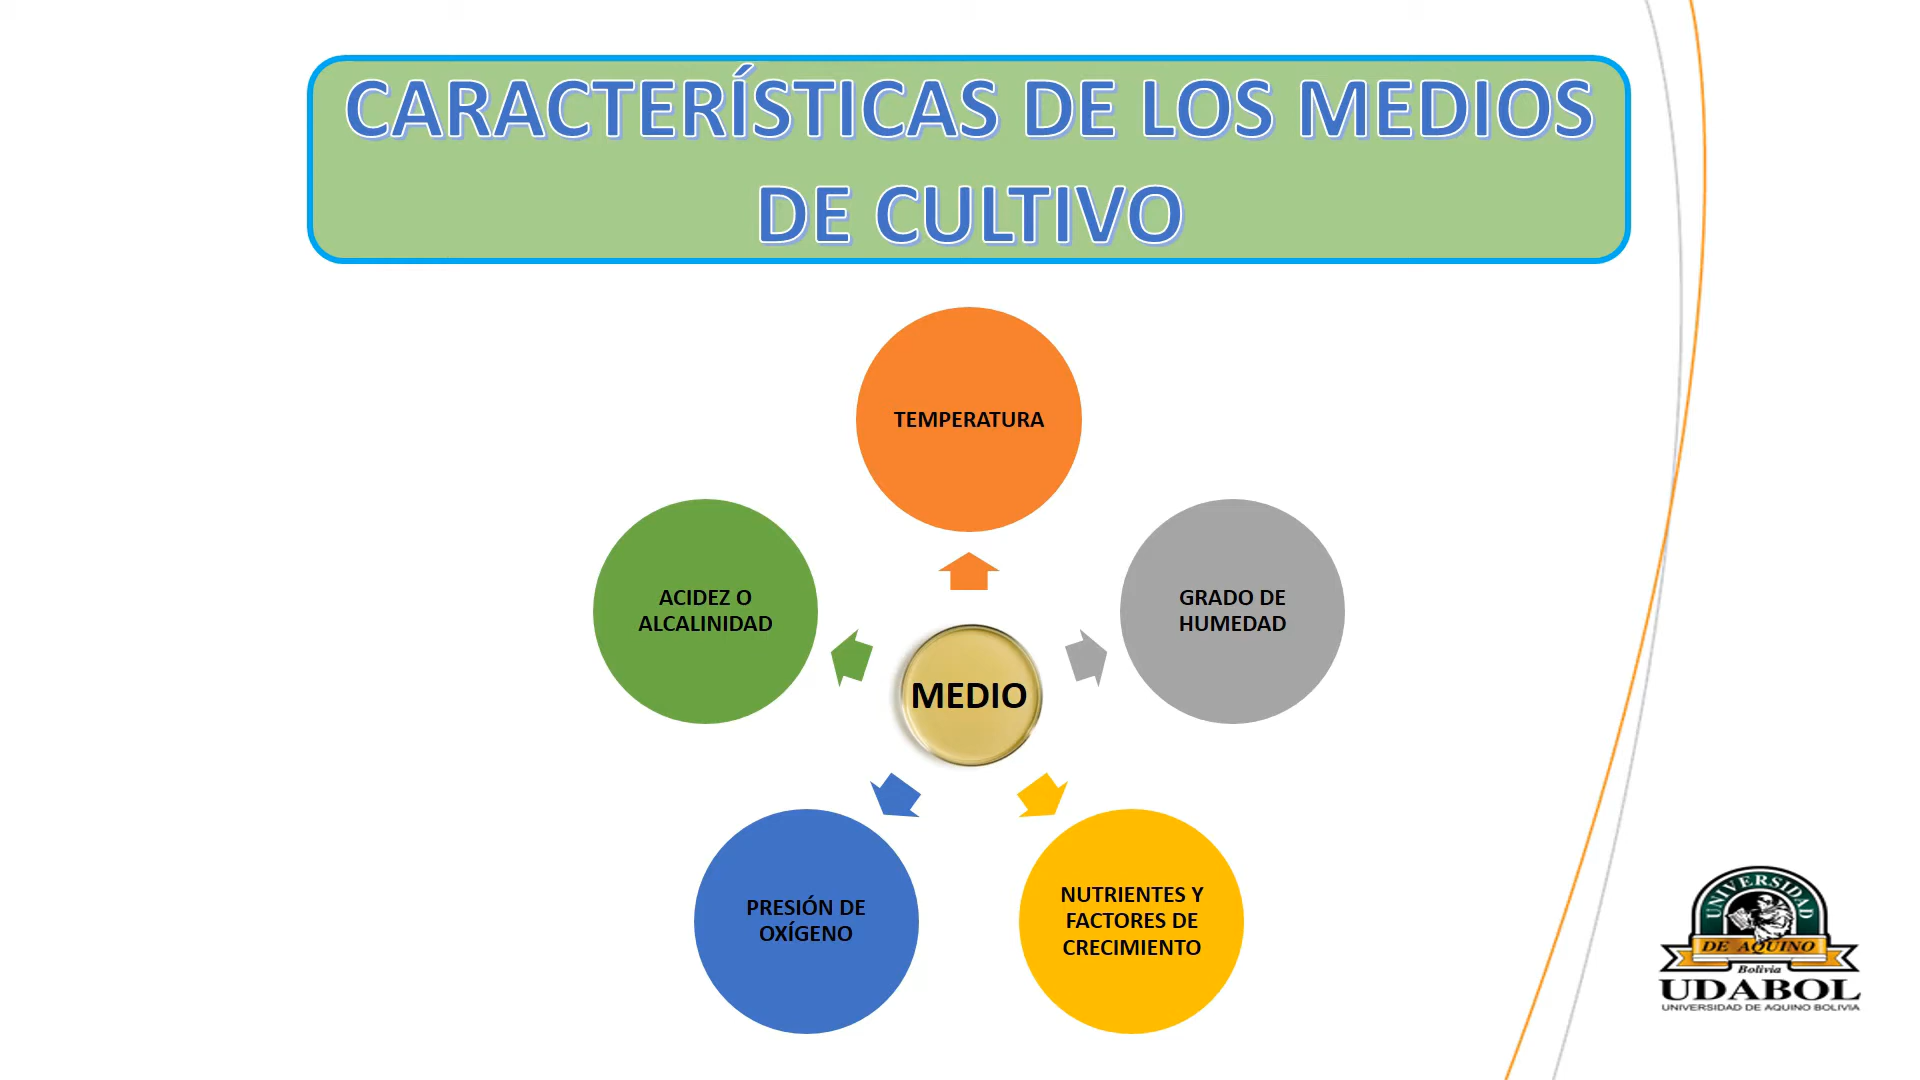 CARACTERÍSTICAS DE LOS MEDIOS
DE CULTIVO
TEMPERATURA
ACIDEZ O
ALCALINIDAD
GRADO DE
HUMEDAD
MEDIO
PRESIÓN DE
OXÍGENO
NUTRIENTES Y
FACTORES DE
CRECIMIENTO
UNIVERSIDAD
DE AQUINO
Bolivia
UDABOL
UNIVERSIDAD DE AQUINO BOLIVIA